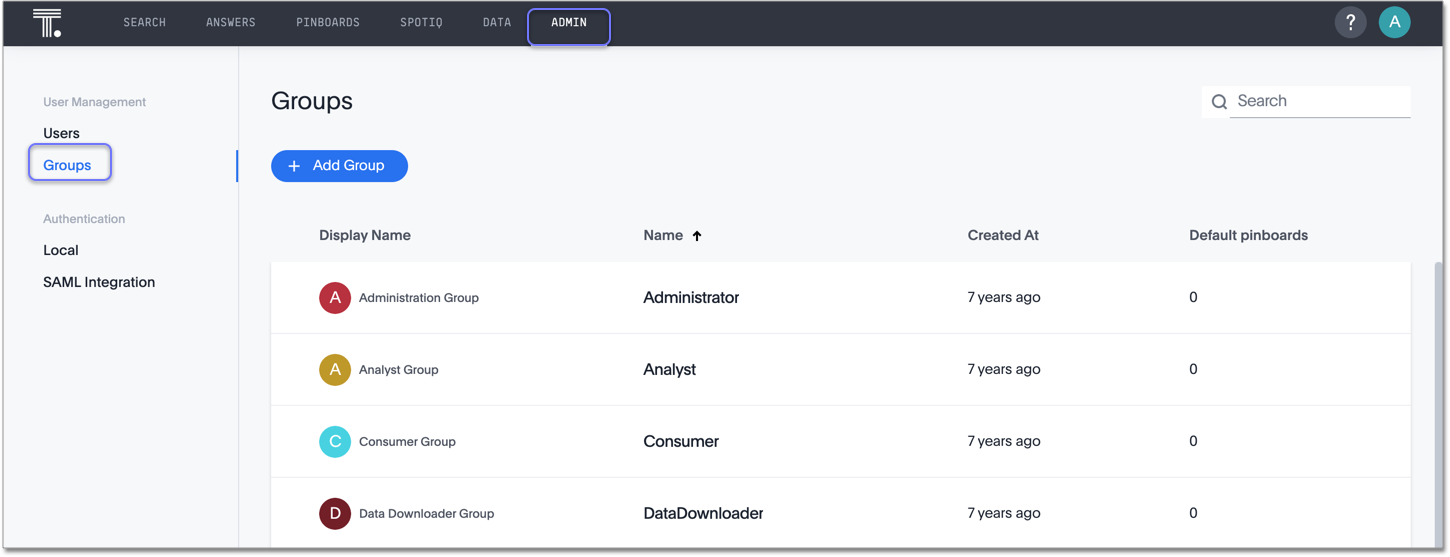 T. SEARCH ANSWERS PINBOARDS SPOTIQ DATA ADMIN ? A
User Management
Users
Groups
Authentication
Local
SAML Integration
Groups
Search
+ Add Group
Display Name Name ↑ Created At Default pinboards
A Administration Group Administrator 7 years ago 0
A Analyst Group Analyst 7 years ago 0
C Consumer Group Consumer 7 years ago 0
D Data Downloader Group DataDownloader 7 years ago 0